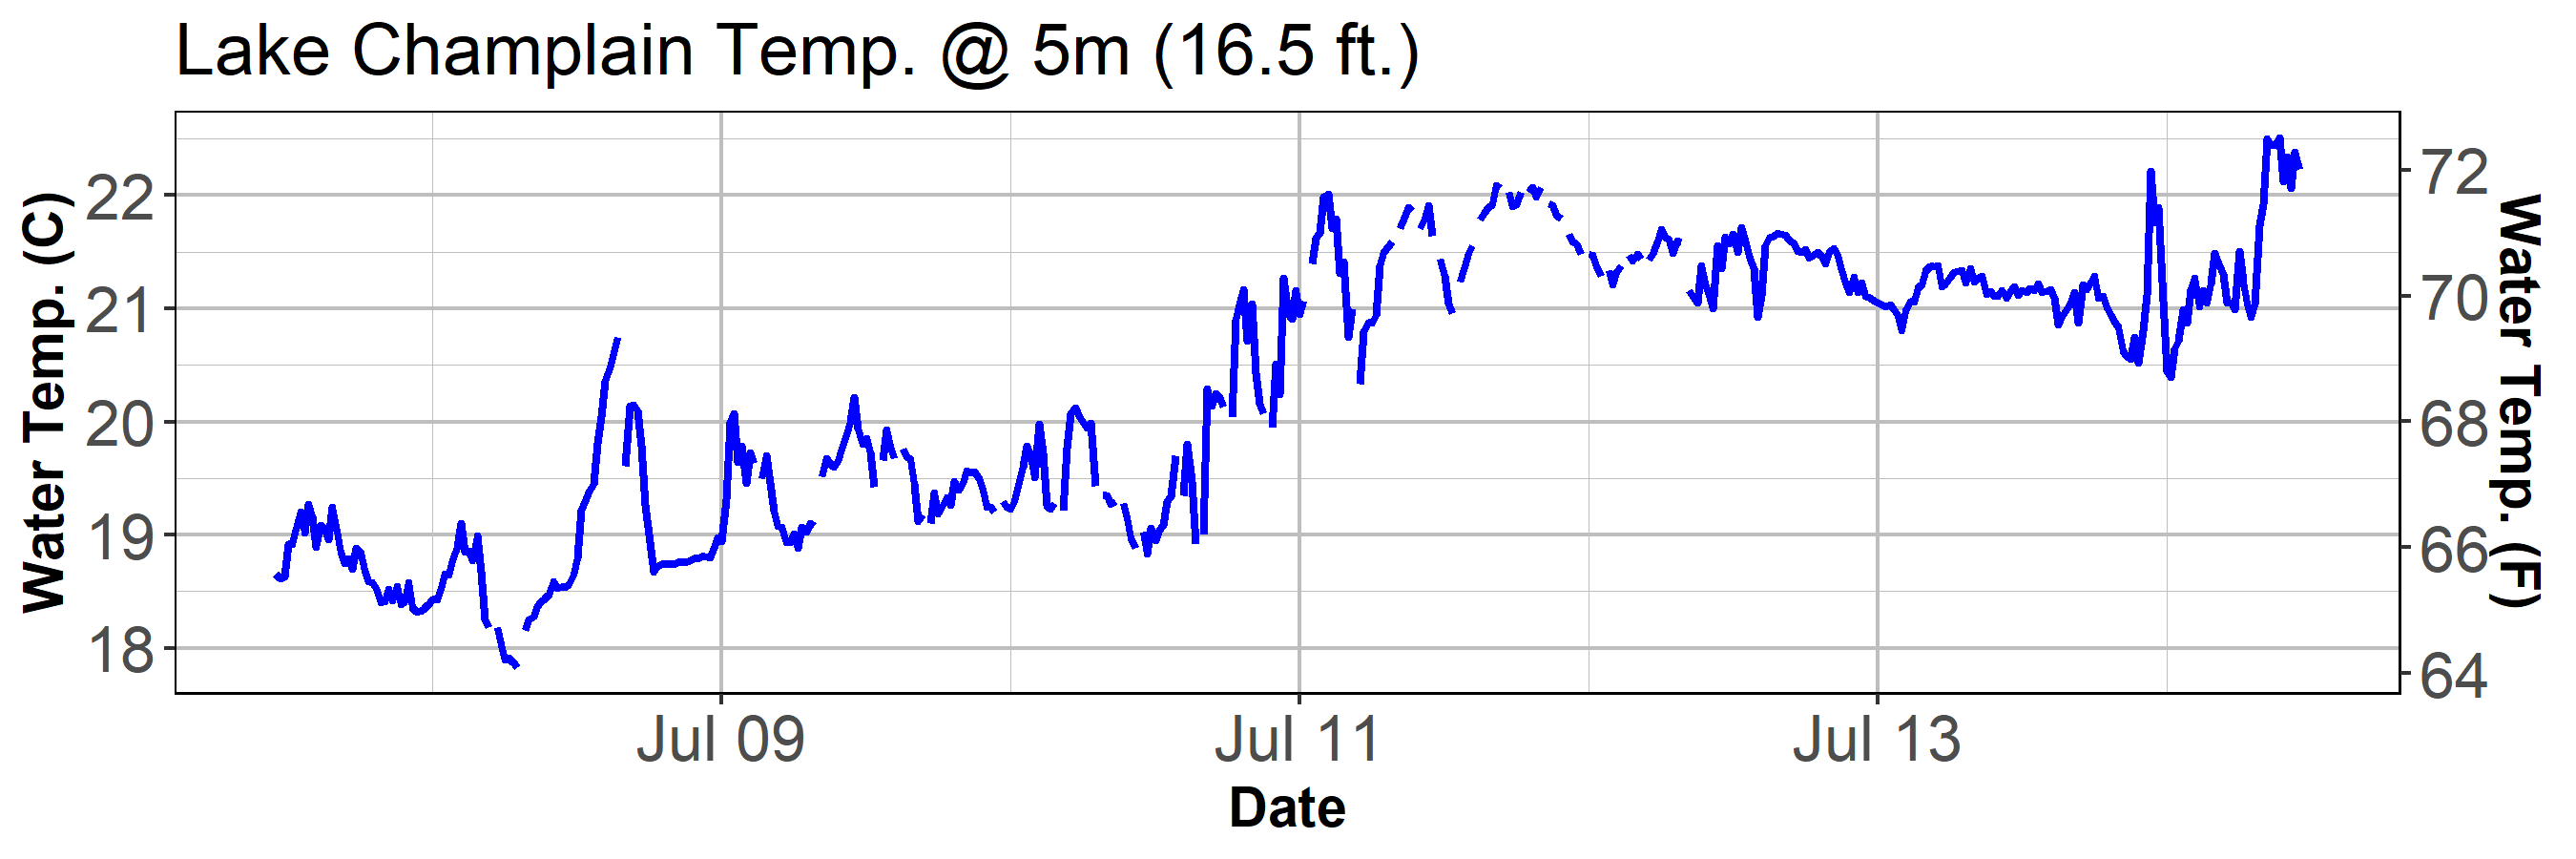 Lake Champlain Temp. @ 5m (16.5 ft.)
Water Temp. (C)
22
21
20
19
18
72
70
68
66
64
Water Temp. (F)
Jul 09
Jul 11
Jul 13
Date